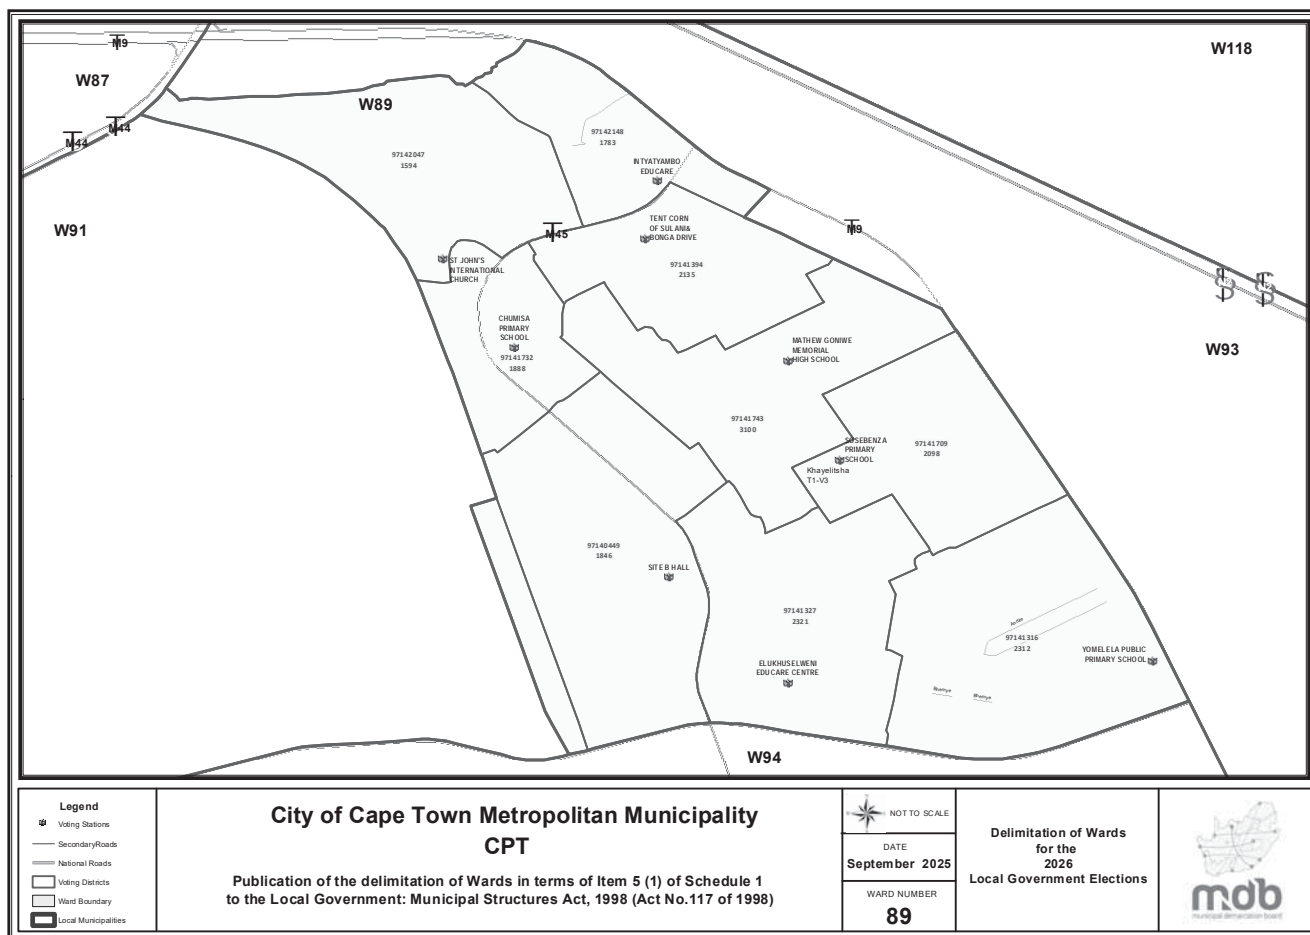 M9
W118
W87
W89
M44
M44
97142148
1783
97142047
1594
INTYATYAMBO
EDUCARE
W91
M45
TENT CORN
OF SULANI&
BONGA DRIVE
M9
ST JOHN'S
INTERNATIONAL
CHURCH
97141394
2135
CHUMISA
PRIMARY
SCHOOL
97141732
1888
MATHEW GONIWE
MEMORIAL
HIGH SCHOOL
W93
97141743
3100
SOSEBENZA
PRIMARY
SCHOOL
97141709
2098
Khayelitsha
T1-V3
97140449
1846
SITE B HALL
97141327
2321
97141316
2312
YOMELELA PUBLIC
PRIMARY SCHOOL
ELUKHUSELWENI
EDUCARE CENTRE
W94
Legend
Voting Stations
SecondaryRoads
National Roads
Voting Districts
Ward Boundary
Local Municipalities
City of Cape Town Metropolitan Municipality
CPT
Publication of the delimitation of Wards in terms of Item 5 (1) of Schedule 1
to the Local Government: Municipal Structures Act, 1998 (Act No.117 of 1998)
NOT TO SCALE
DATE
September 2025
WARD NUMBER
89
Delimitation of Wards
for the
2026
Local Government Elections
mdb
municipal demarcation board